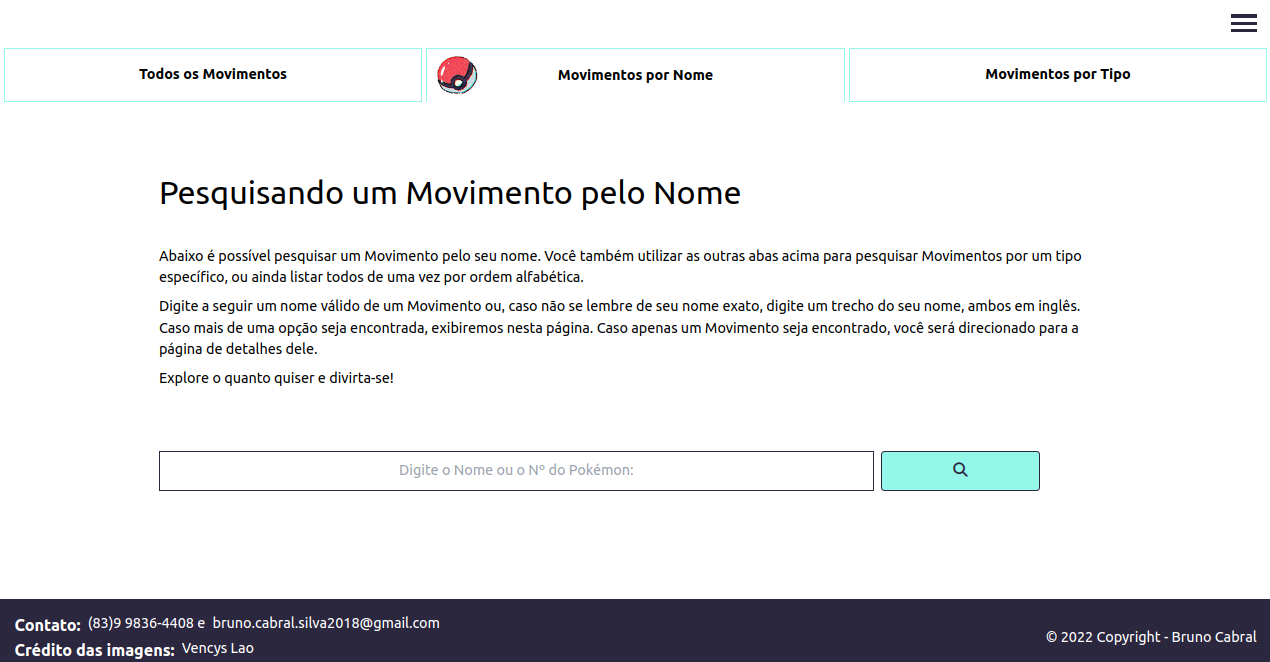 Todos os Movimentos
Movimentos por Nome
Movimentos por Tipo
Pesquisando um Movimento pelo Nome
Abaixo é possível pesquisar um Movimento pelo seu nome. Você também utilizar as outras abas acima para pesquisar Movimentos por um tipo
específico, ou ainda listar todos de uma vez por ordem alfabética.
Digite a seguir um nome válido de um Movimento ou, caso não se lembre de seu nome exato, digite um trecho do seu nome, ambos em inglês.
Caso mais de uma opção seja encontrada, exibiremos nesta página. Caso apenas um Movimento seja encontrado, você será direcionado para a
página de detalhes dele.
Explore o quanto quiser e divirta-se!
Digite o Nome ou o Nº do Pokémon:
Contato: (83)9 9836-4408 e bruno.cabral.silva2018@gmail.com
Crédito das imagens: Vencys Lao
© 2022 Copyright - Bruno Cabral